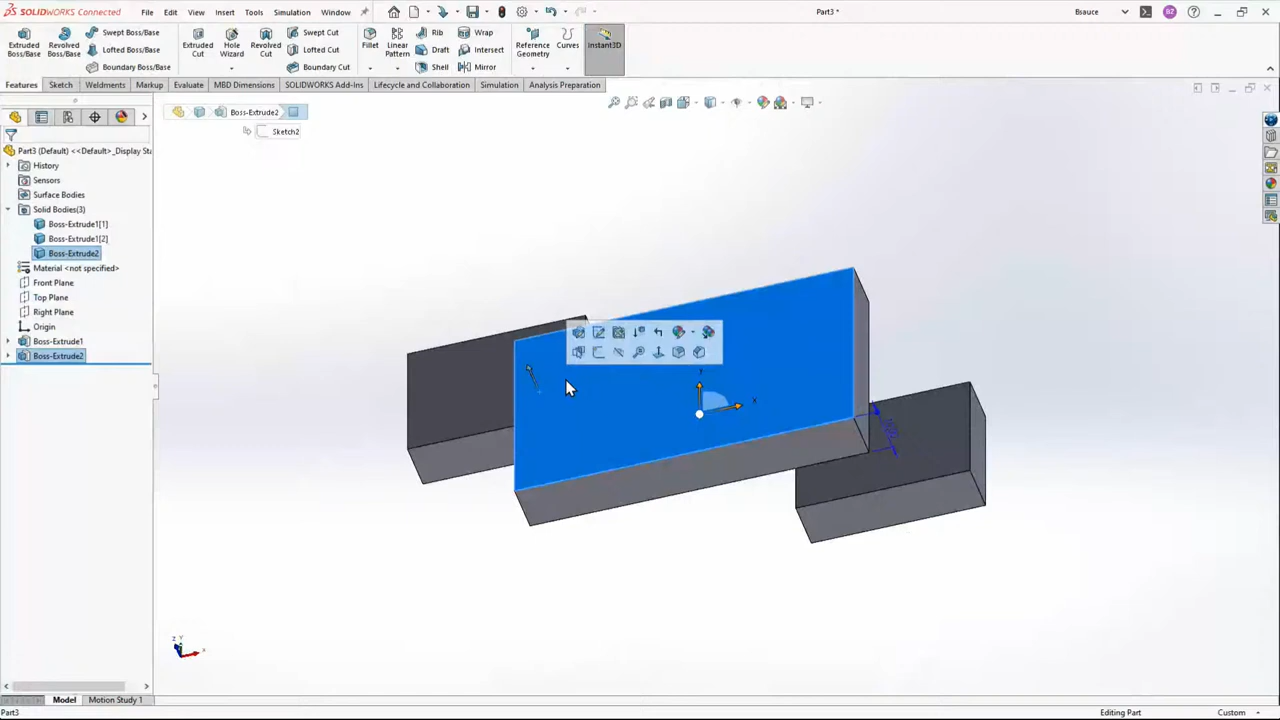 SOLIDWORKS Connected
File Edit View Insert Tools Simulation Window
Part3 *
Bsauce
BZ
Extruded Boss/Base
Revolved Boss/Base
Swept Boss/Base
Lofted Boss/Base
Boundary Boss/Base
Extruded Cut
Hole Wizard
Revolved Cut
Swept Cut
Lofted Cut
Boundary Cut
Fillet
Linear Pattern
Rib
Draft
Shell
Wrap
Intersect
Mirror
Reference Geometry
Curves
Instant3D
Features Sketch Weldments Markup Evaluate MBD Dimensions SOLIDWORKS Add-Ins Lifecycle and Collaboration Simulation Analysis Preparation
Boss-Extrude2
Sketch2
Part3 (Default) <<Default>_Display Sta
History
Sensors
Surface Bodies
Solid Bodies(3)
Boss-Extrude1[1]
Boss-Extrude1[2]
Boss-Extrude2
Material <not specified>
Front Plane
Top Plane
Right Plane
Origin
Boss-Extrude1
Boss-Extrude2
Y
X
Z Y
X
Model Motion Study 1
Part3
Editing Part
Custom